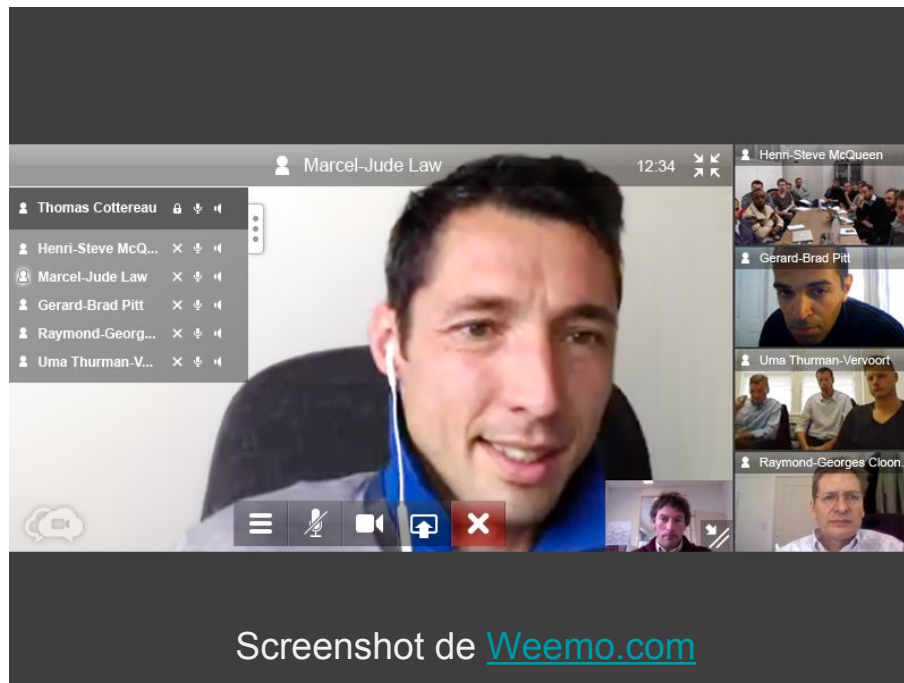 Marcel-Jude Law
12:34
Thomas Cottereau
Henri-Steve McQ...
Marcel-Jude Law
Gerard-Brad Pitt
Raymond-Georg...
Uma Thurman-V...
Henri-Steve McQueen
Gerard-Brad Pitt
Uma Thurman-Vervoort
Raymond-Georges Cloon.
Screenshot de Weemo.com